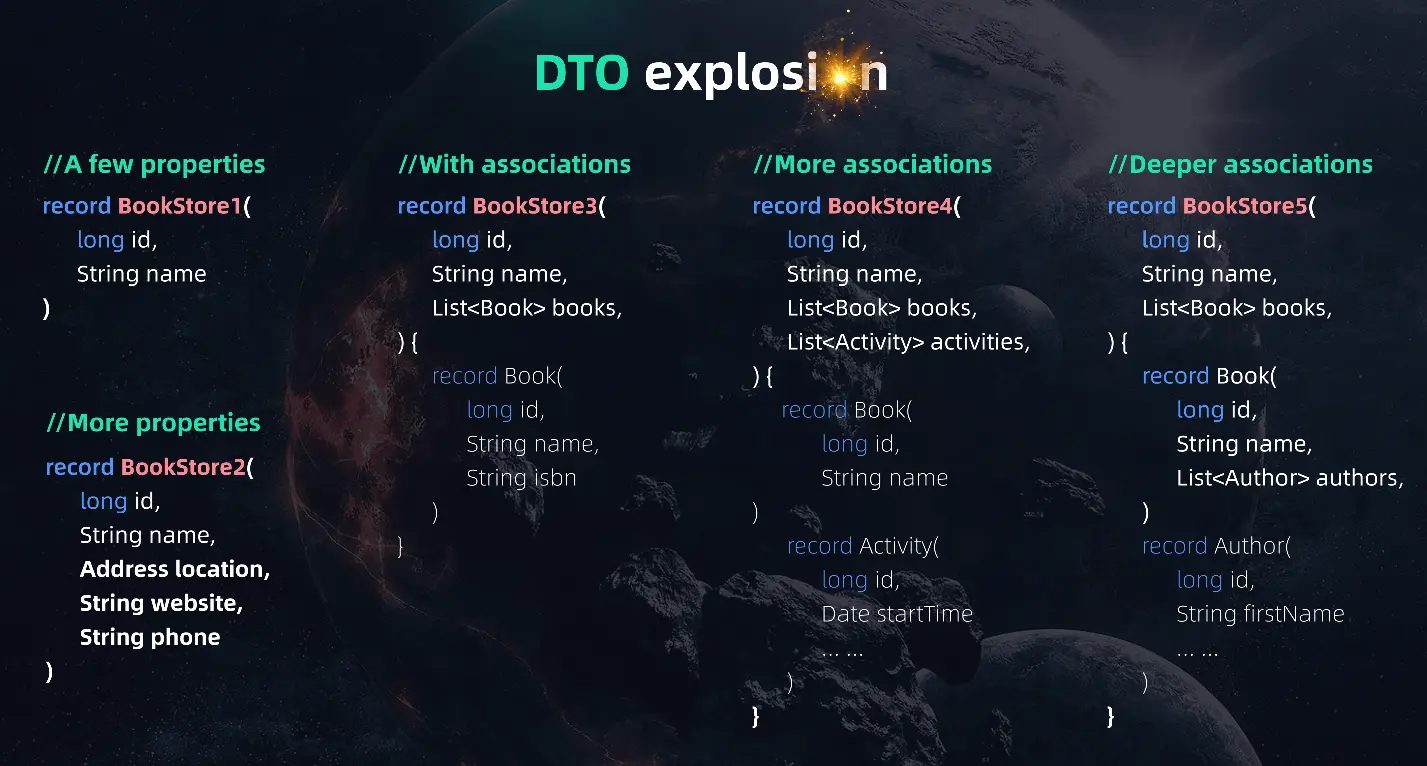 DTO explosion
//A few properties
record BookStore1(
long id,
String name
)
//More properties
record BookStore2(
long id,
String name,
Address location,
String website,
String phone
)
//With associations
record BookStore3(
long id,
String name,
List<Book> books,
) {
record Book(
long id,
String name,
String isbn
)
}
//More associations
record BookStore4(
long id,
String name,
List<Book> books,
List<Activity> activities,
) {
record Book(
long id,
String name
)
record Activity(
long id,
Date startTime
... ...
)
}
//Deeper associations
record BookStore5(
long id,
String name,
List<Book> books,
) {
record Book(
long id,
String name,
List<Author> authors,
)
record Author(
long id,
String firstName
... ...
)
}